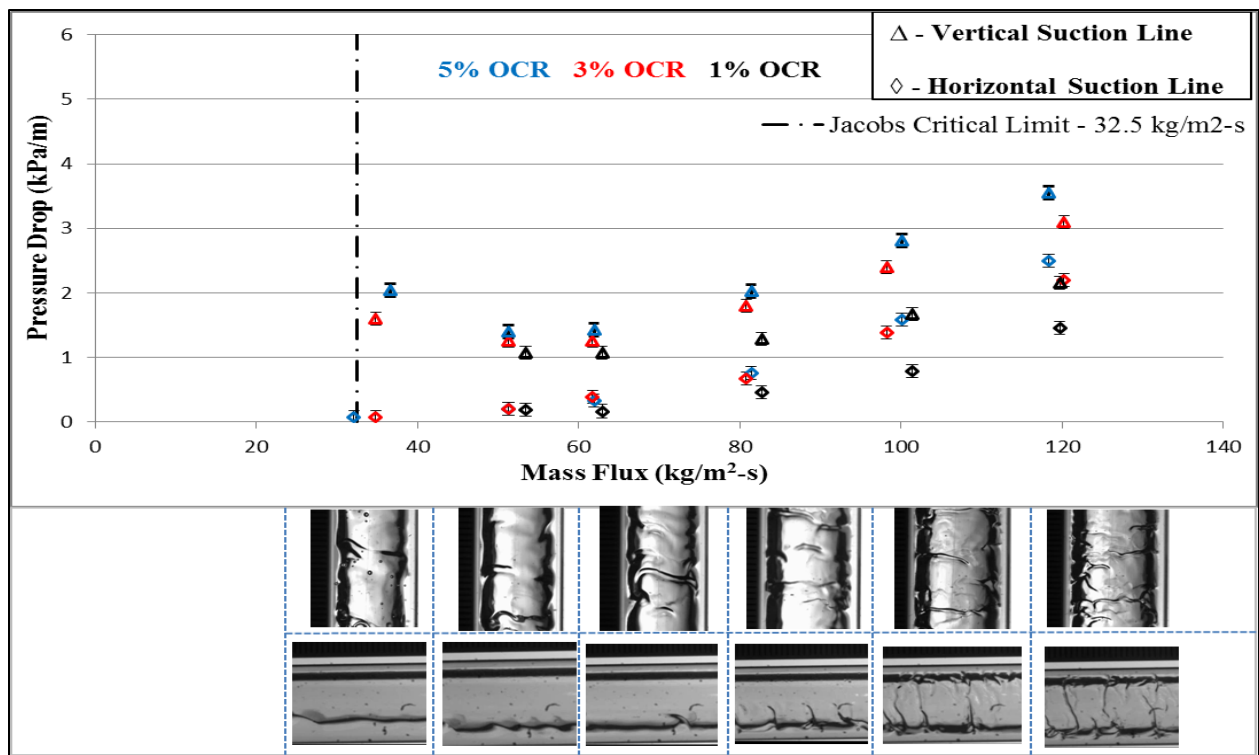 6
5
4
3
2
1
0
Pressure Drop (kPa/m)
5% OCR 3% OCR 1% OCR
Δ - Vertical Suction Line
◊ - Horizontal Suction Line
Jacobs Critical Limit - 32.5 kg/m2-s
0 20 40 60 80 100 120 140
Mass Flux (kg/m²-s)